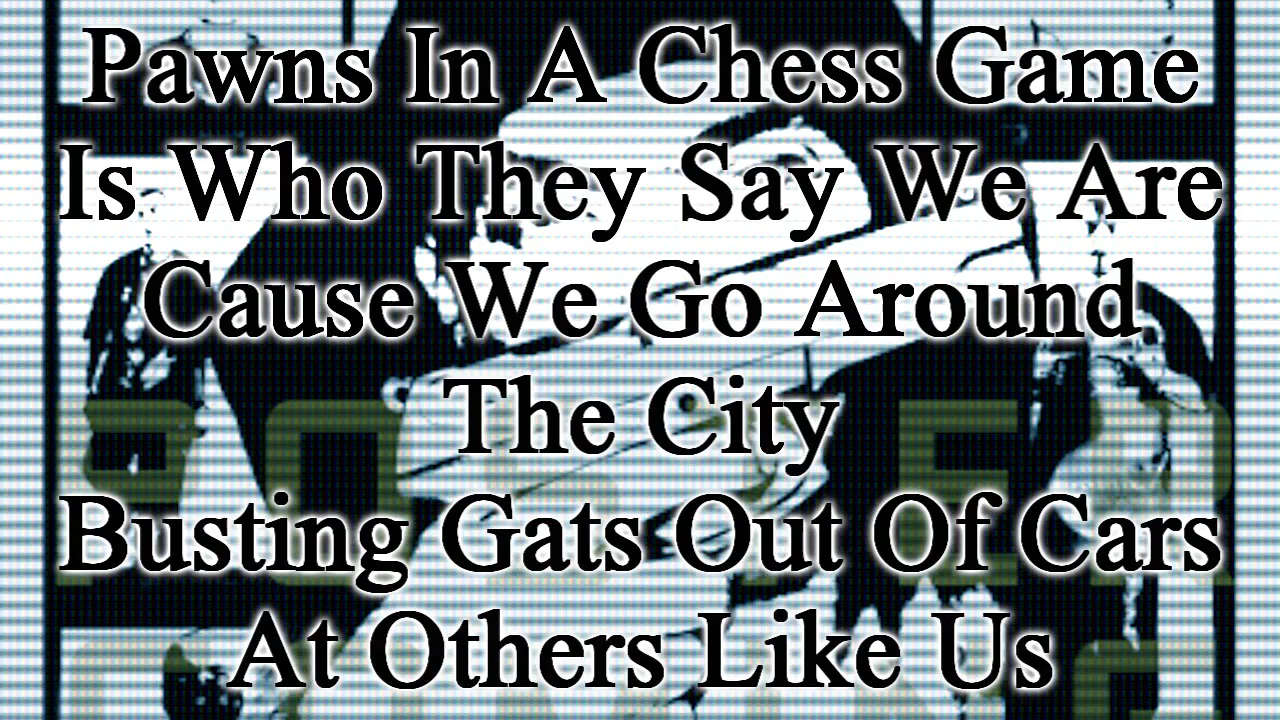 Pawns In A Chess Game
Is Who They Say We Are
Cause We Go Around
The City
Busting Gats Out Of Cars
At Others Like Us